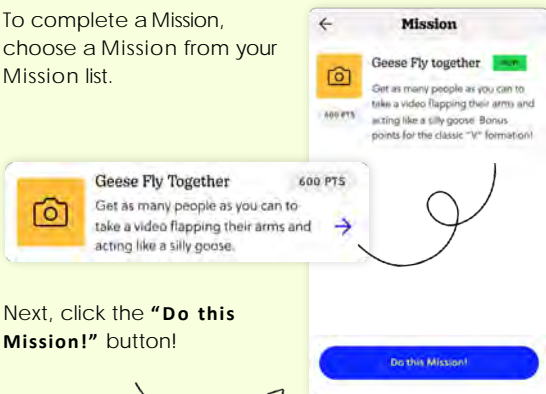 To complete a Mission,
choose a Mission from your
Mission list.
Mission
Geese Fly together
600 PTS
Get as many people as you can to
take a video flapping their arms and
acting like a silly goose. Bonus
points for the classic "V" formation!
Geese Fly Together
600 PTS
Get as many people as you can to
take a video flapping their arms and
acting like a silly goose.
Next, click the “Do this
Mission!” button!
Do this Mission!